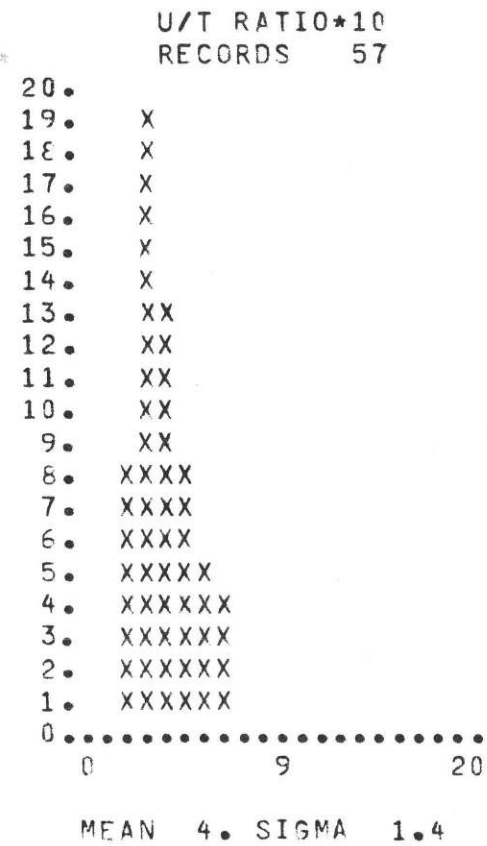 U/T RATIO*10
RECORDS 57
20.
19. X
18. X
17. X
16. X
15. X
14. X
13. XX
12. XX
11. XX
10. XX
9. XX
8. XXXX
7. XXXX
6. XXXX
5. XXXXX
4. XXXXXX
3. XXXXXX
2. XXXXXX
1. XXXXXX
0......................
0 9 20
MEAN 4. SIGMA 1.4